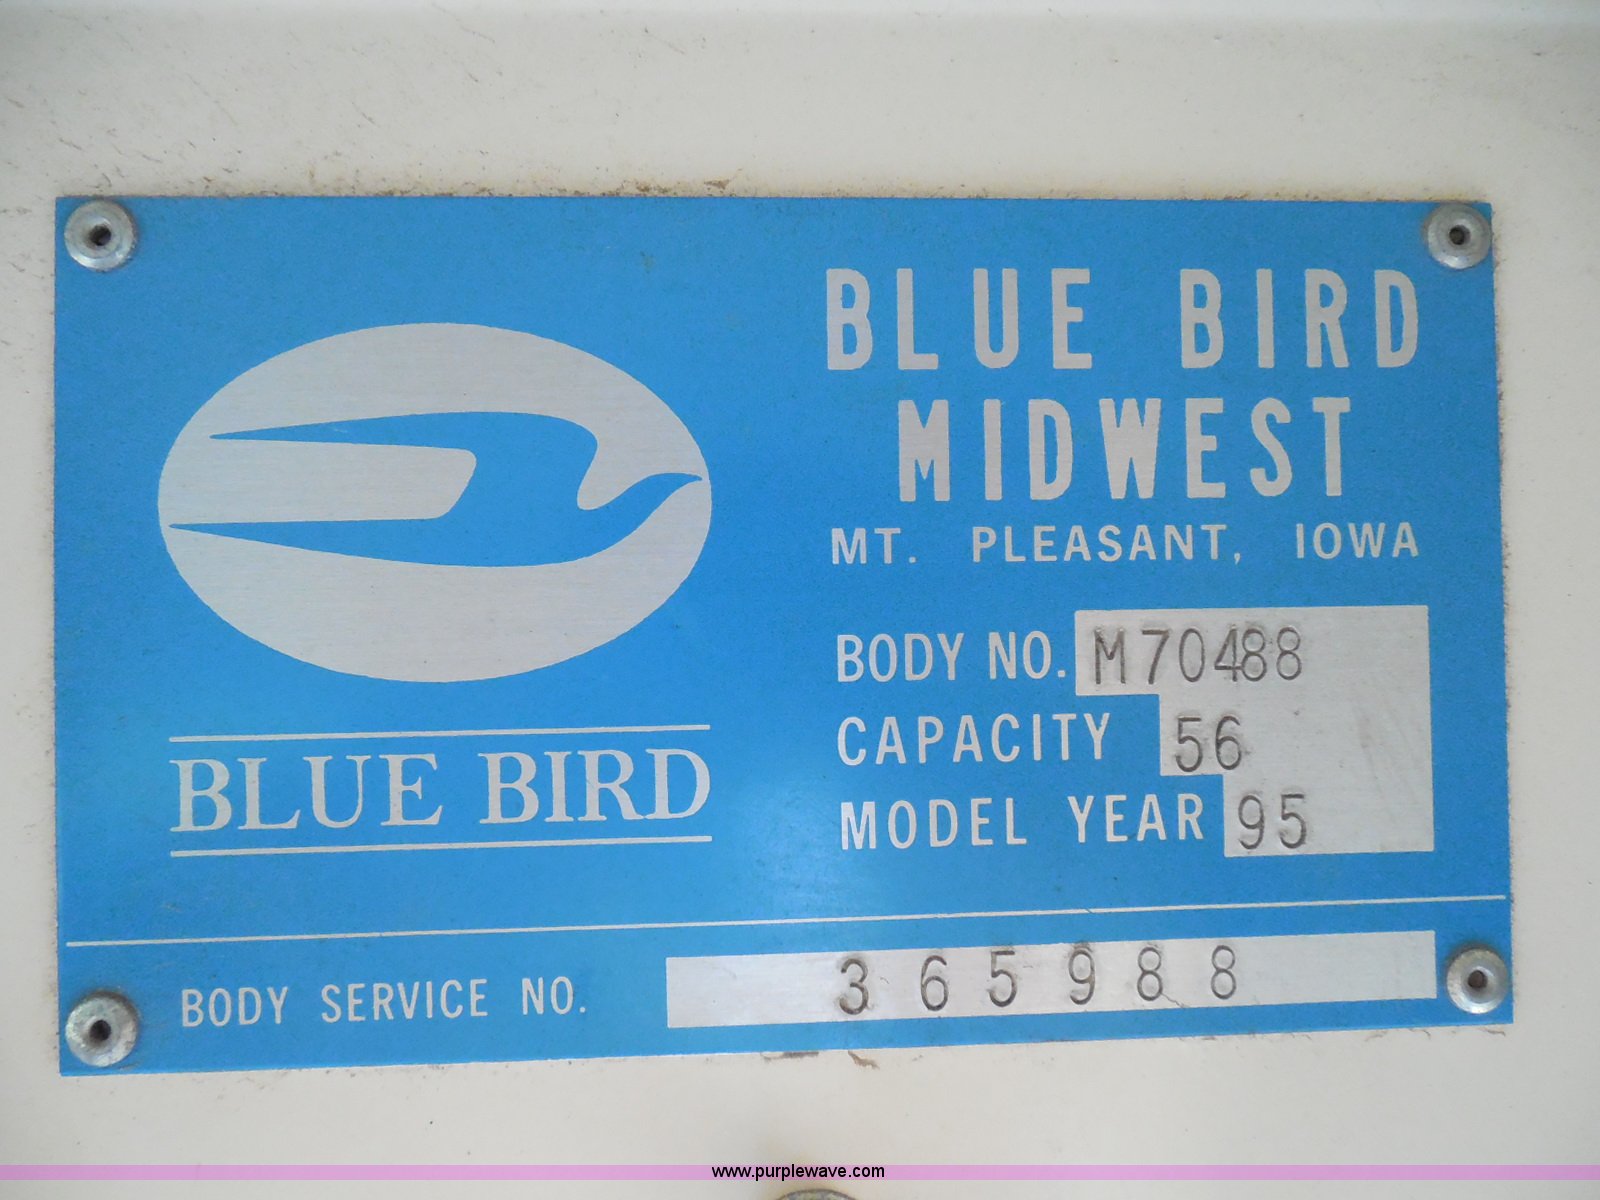 BLUE BIRD
MIDWEST
MT. PLEASANT, IOWA
BODY NO. M70488
CAPACITY 56
MODEL YEAR 95
BLUE BIRD
BODY SERVICE NO. 365988
www.purplewave.com